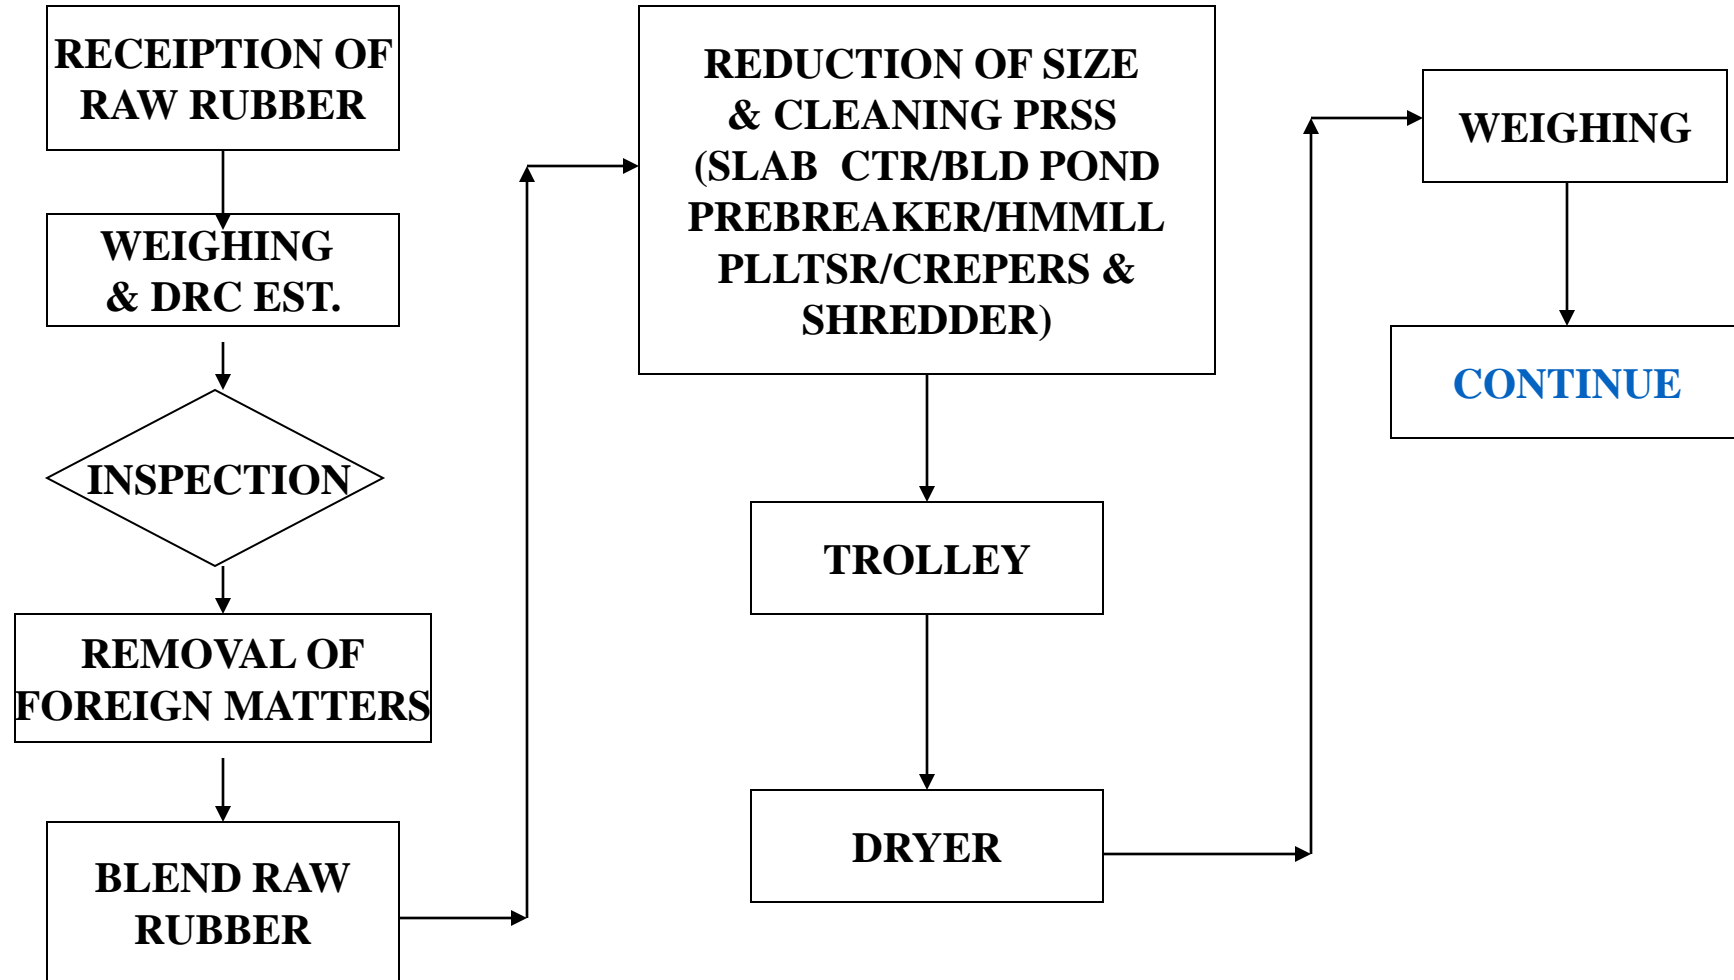 RECEIPTION OF
RAW RUBBER
WEIGHING
& DRC EST.
INSPECTION
REMOVAL OF
FOREIGN MATTERS
BLEND RAW
RUBBER
REDUCTION OF SIZE
& CLEANING PRSS
(SLAB CTR/BLD POND
PREBREAKER/HMMLL
PLLTSR/CREPERS &
SHREDDER)
TROLLEY
DRYER
WEIGHING
CONTINUE